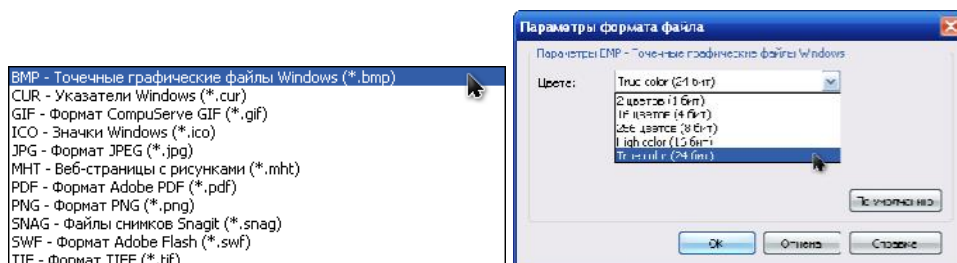 BMP - Точечные графические файлы Windows (*.bmp)
CUR - Указатели Windows (*.cur)
GIF - Формат CompuServe GIF (*.gif)
ICO - Значки Windows (*.ico)
JPG - Формат JPEG (*.jpg)
MHT - Веб-страницы с рисунками (*.mht)
PDF - Формат Adobe PDF (*.pdf)
PNG - Формат PNG (*.png)
SNAG - Файлы снимков Snagit (*.snag)
SWF - Формат Adobe Flash (*.swf)
TIF - Формат TIFF (*.tif)
Параметры формата файла
Параметры BMP - Точечные графические файлы Windows
Цвета:
True color (24 бит)
2 цветов (1 бит)
16 цветов (4 бит)
256 цветов (8 бит)
High color (16 бит)
True color (24 бит)
По умолчанию
OK
Отмена
Справка